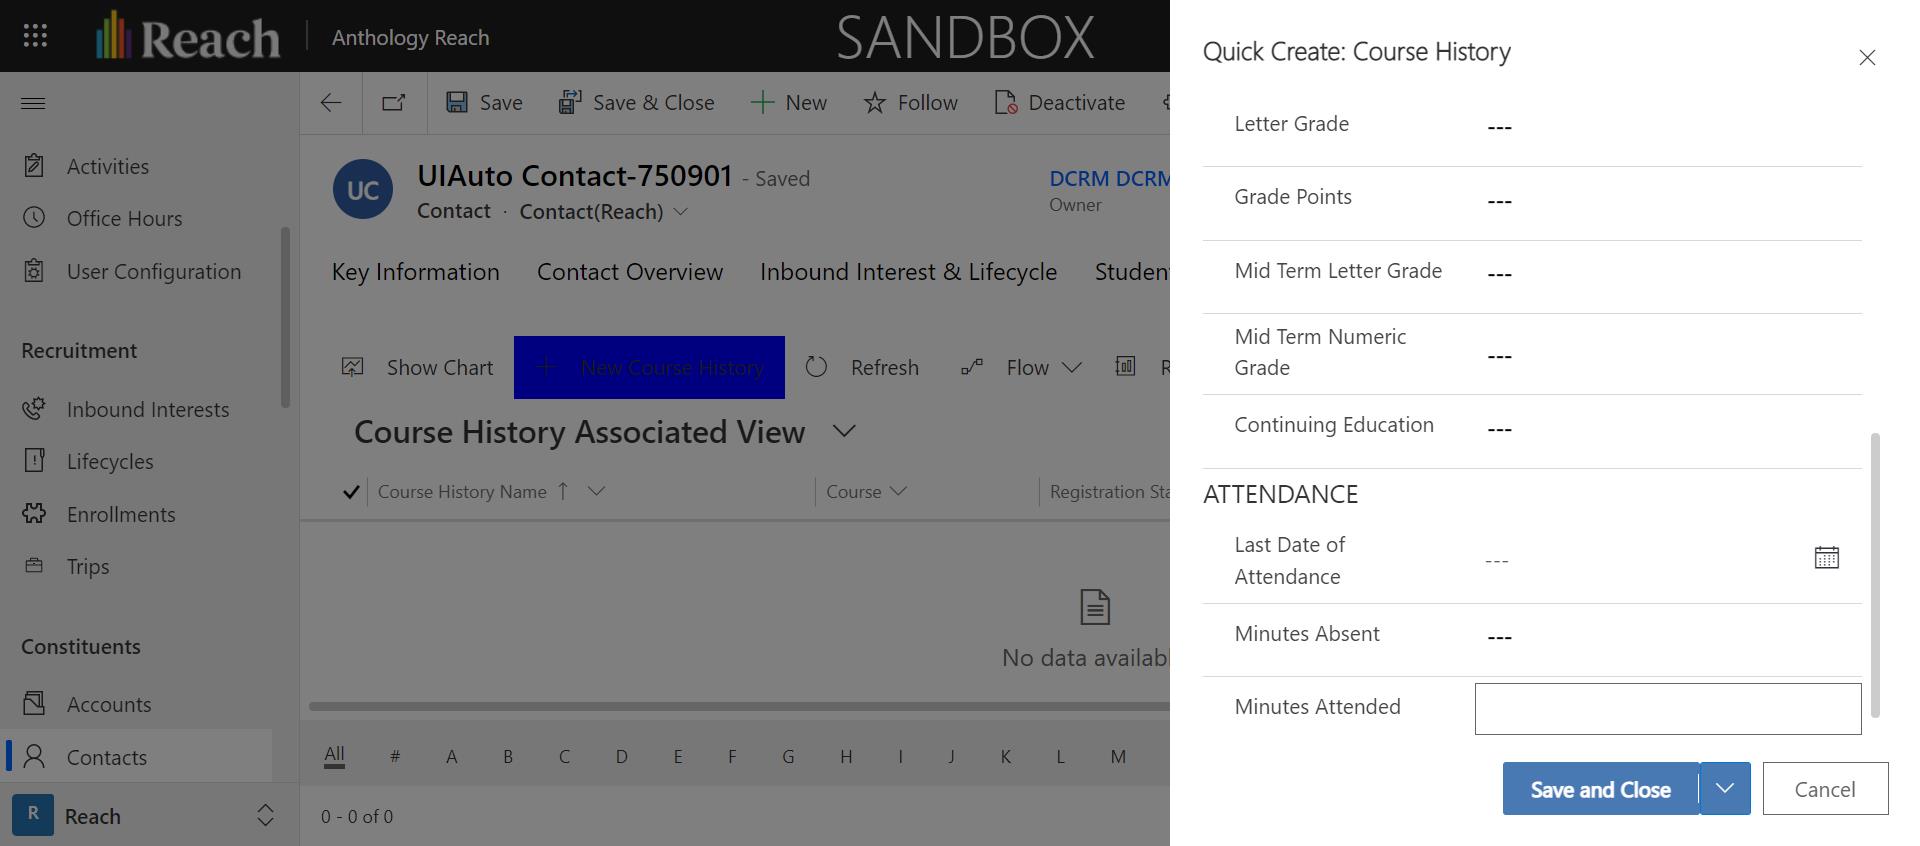 Reach
Anthology Reach
SANDBOX
Activities
Office Hours
User Configuration
Recruitment
Inbound Interests
Lifecycles
Enrollments
Trips
Constituents
Accounts
Contacts
R
Reach
Save
Save & Close
New
Follow
Deactivate
UC
UIAuto Contact-750901 - Saved
Contact · Contact(Reach)
DCRM DCRM
Owner
Key Information
Contact Overview
Inbound Interest & Lifecycle
Studen
Show Chart
New Course History
Refresh
Flow
R
Course History Associated View
Course History Name
Course
Registration Sta
No data availab
All # A B C D E F G H I J K L M
0 - 0 of 0
Quick Create: Course History
Letter Grade
---
Grade Points
---
Mid Term Letter Grade
---
Mid Term Numeric
Grade
---
Continuing Education
---
ATTENDANCE
Last Date of
Attendance
---
Minutes Absent
---
Minutes Attended
Save and Close
Cancel